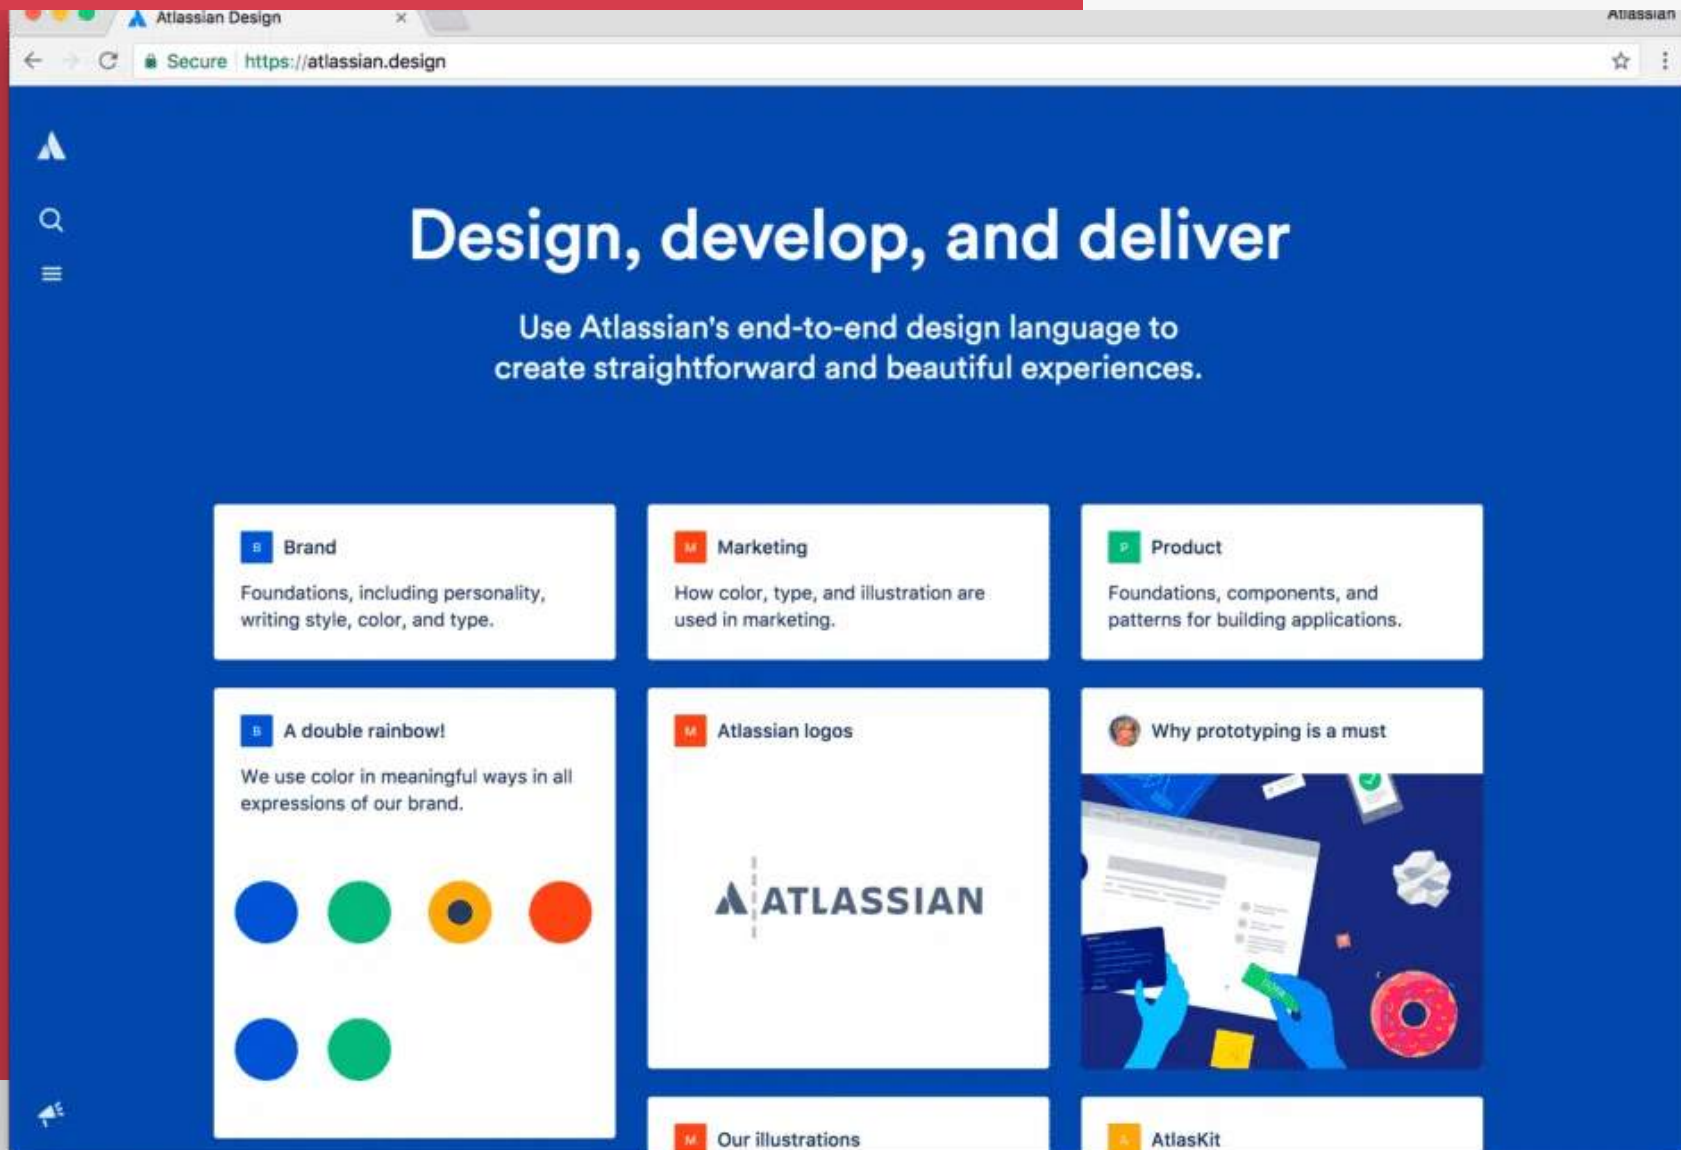 Atlassian Design
Atlassian
Secure https://atlassian.design
Design, develop, and deliver
Use Atlassian's end-to-end design language to
create straightforward and beautiful experiences.
B Brand
Foundations, including personality,
writing style, color, and type.
M Marketing
How color, type, and illustration are
used in marketing.
P Product
Foundations, components, and
patterns for building applications.
B A double rainbow!
We use color in meaningful ways in all
expressions of our brand.
M Atlassian logos
ATLASSIAN
Why prototyping is a must
M Our illustrations
A AtlasKit